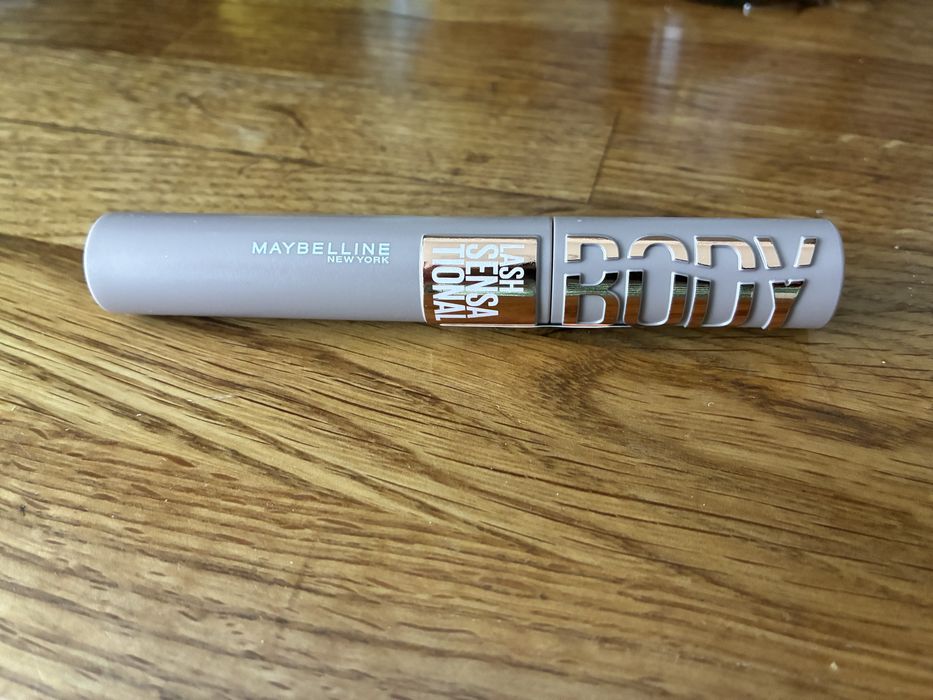 MAYBELLINE
NEW YORK
LASH
SENSA
TIONAL
BODY